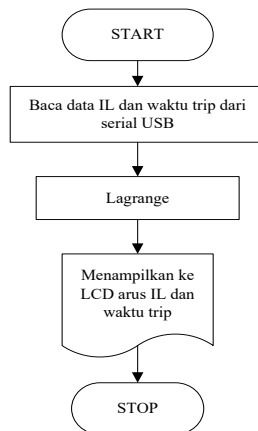 START
Baca data IL dan waktu trip dari
serial USB
Lagrange
Menampilkan ke
LCD arus IL dan
waktu trip
STOP